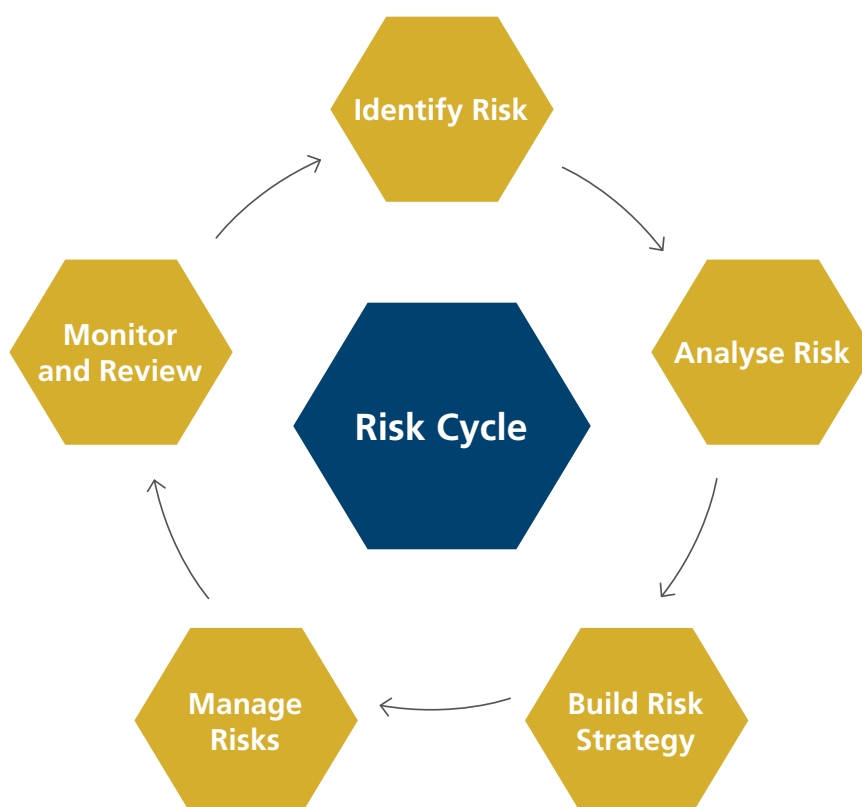 Identify Risk
Analyse Risk
Build Risk
Strategy
Manage
Risks
Monitor
and Review
Risk Cycle